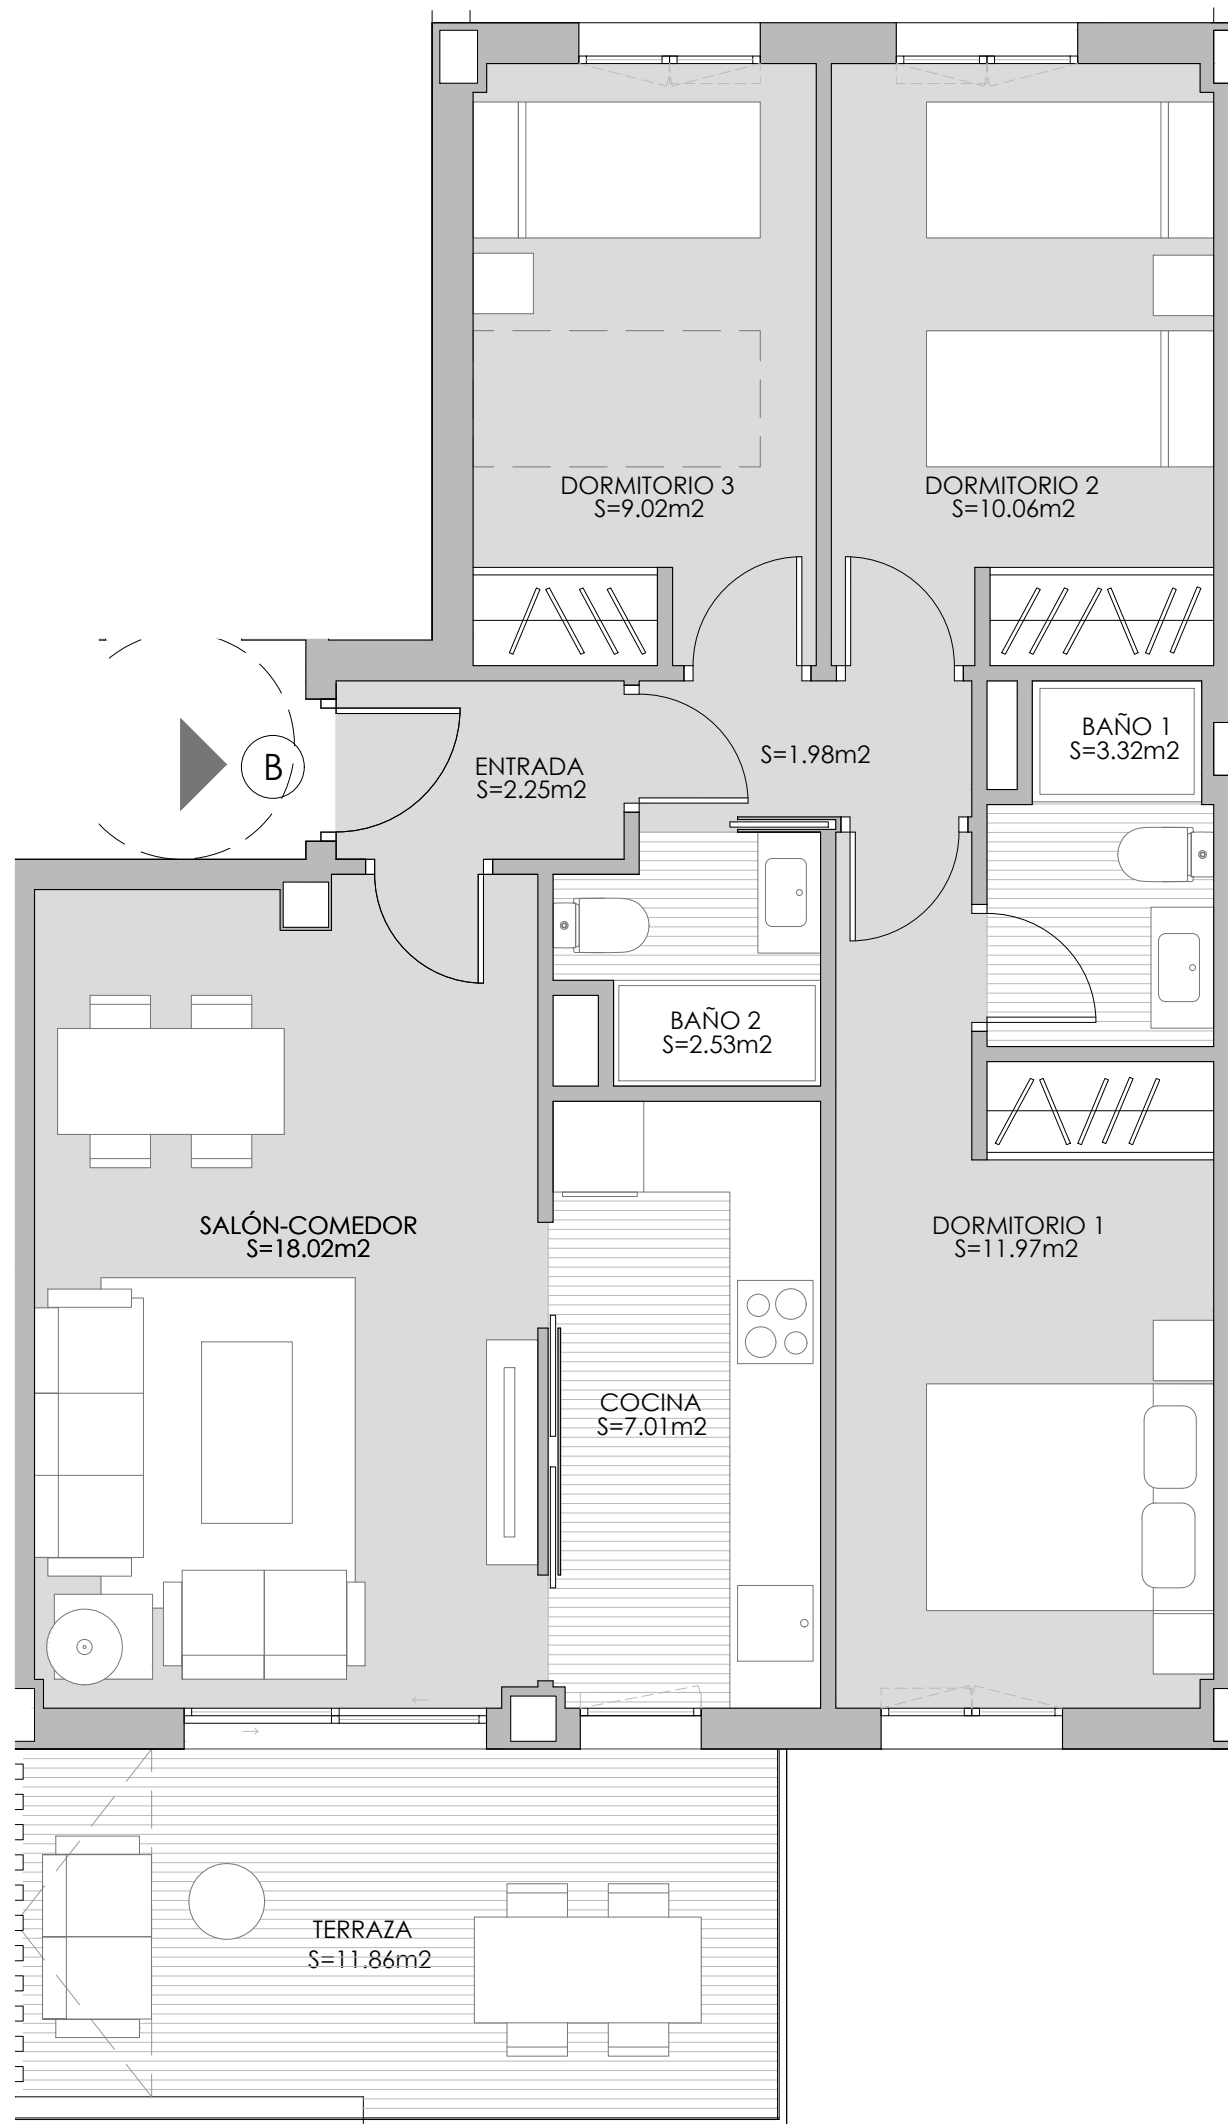 DORMITORIO 3
S=9.02m2
DORMITORIO 2
S=10.06m2
BAÑO 1
S=3.32m2
S=1.98m2
B
ENTRADA
S=2.25m2
BAÑO 2
S=2.53m2
SALÓN-COMEDOR
S=18.02m2
DORMITORIO 1
S=11.97m2
COCINA
S=7.01m2
TERRAZA
S=11.86m2